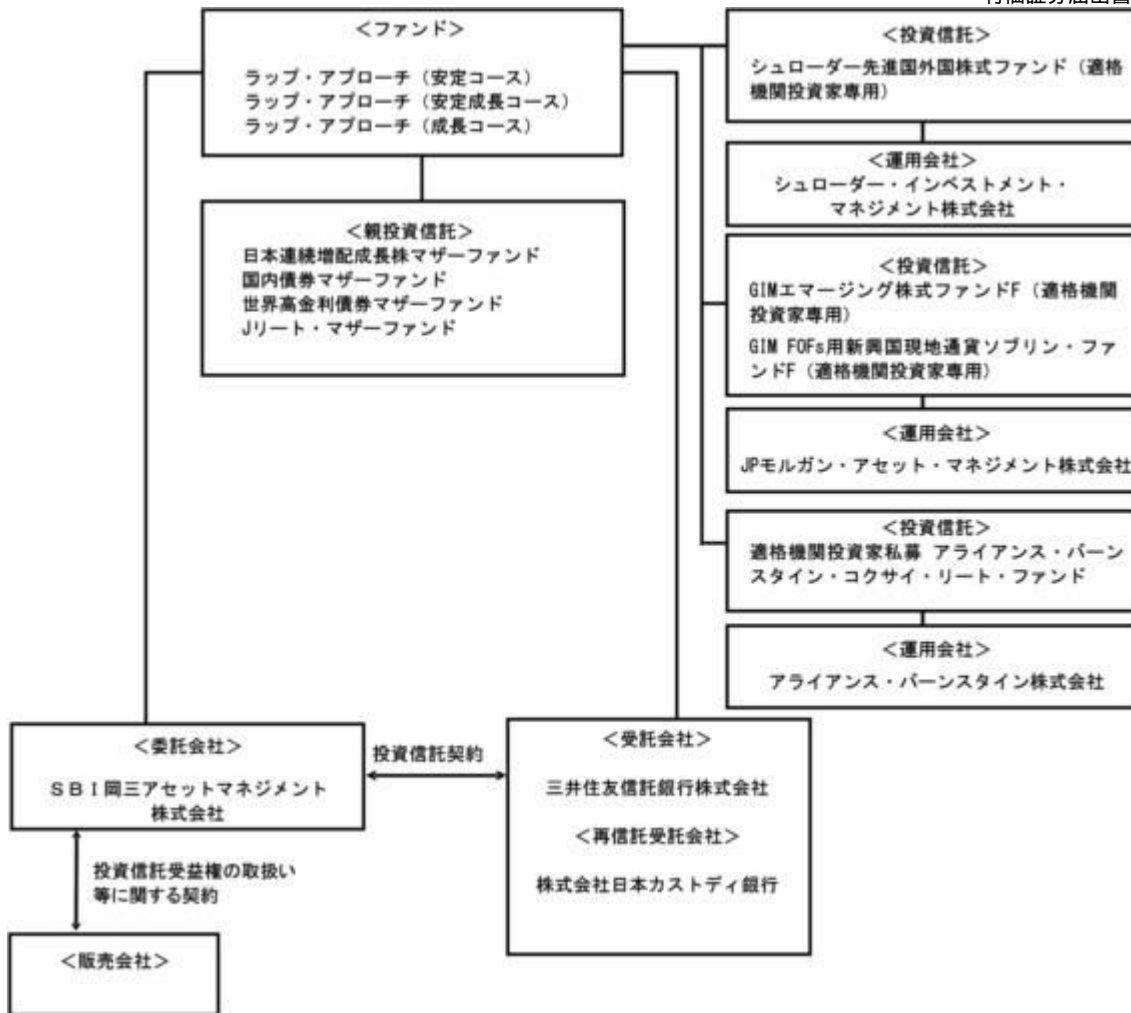 ＜ファンド＞
ラップ・アプローチ（安定コース）
ラップ・アプローチ（安定成長コース）
ラップ・アプローチ（成長コース）
＜親投資信託＞
日本連続増配成長株マザーファンド
国内債券マザーファンド
世界高金利債券マザーファンド
Jリート・マザーファンド
＜投資信託＞
シュローダー先進国外国株式ファンド（適格
機関投資家専用）
＜運用会社＞
シュローダー・インベストメント・
マネジメント株式会社
＜投資信託＞
GIMエマージング株式ファンドF（適格機関
投資家専用）
GIM FOFs用新興国現地通貨ソブリン・ファ
ンドF（適格機関投資家専用）
＜運用会社＞
JPモルガン・アセット・マネジメント株式会社
＜投資信託＞
適格機関投資家私募 アライアンス・バーン
スタイン・コクサイ・リート・ファンド
＜運用会社＞
アライアンス・バーンスタイン株式会社
＜委託会社＞
ＳＢＩ岡三アセットマネジメント
株式会社
投資信託契約
＜受託会社＞
三井住友信託銀行株式会社
＜再信託受託会社＞
株式会社日本カストディ銀行
投資信託受益権の取扱い
等に関する契約
＜販売会社＞